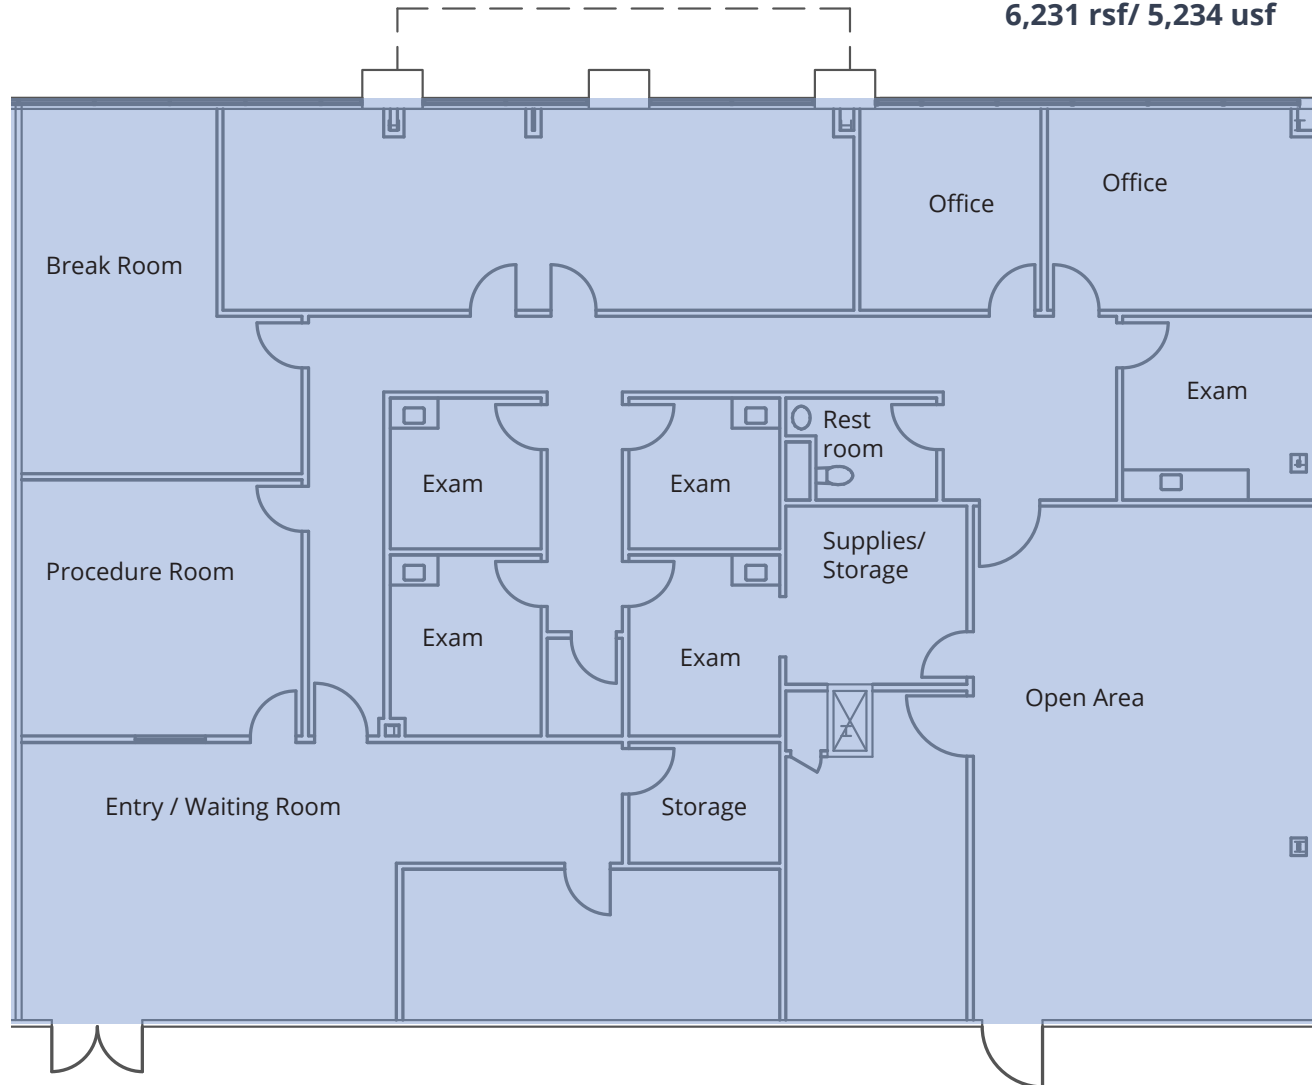 6,231 rsf/ 5,234 usf
Office
Office
Break Room
Exam
Rest
room
Exam
Exam
Supplies/
Storage
Procedure Room
Exam
Exam
Open Area
Entry / Waiting Room
Storage